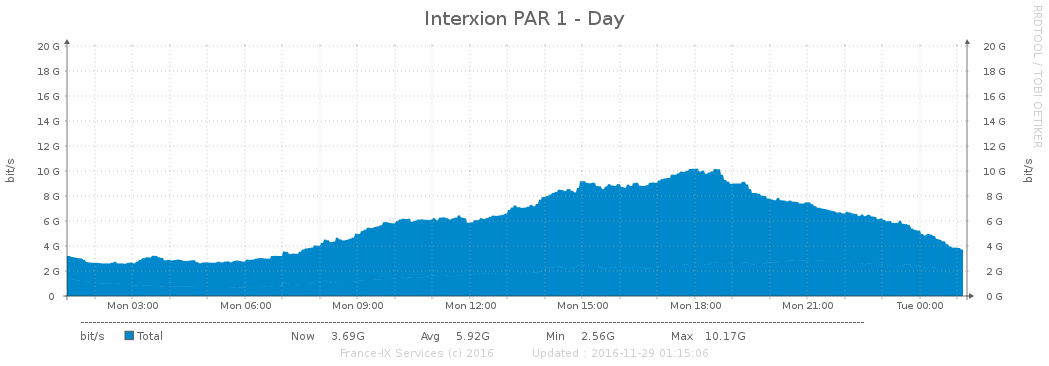 Interxion PAR 1 - Day
RRDTOOL / TOBI OETIKER
20 G 20 G
18 G 18 G
16 G 16 G
14 G 14 G
12 G 12 G
10 G 10 G
8 G 8 G
6 G 6 G
4 G 4 G
2 G 2 G
0 0 G
bit/s bit/s
Mon 03:00 Mon 06:00 Mon 09:00 Mon 12:00 Mon 15:00 Mon 18:00 Mon 21:00 Tue 00:00
bit/s Total Now 3.69G Avg 5.92G Min 2.56G Max 10.17G
France-IX Services (c) 2016 Updated : 2016-11-29 01:15:06